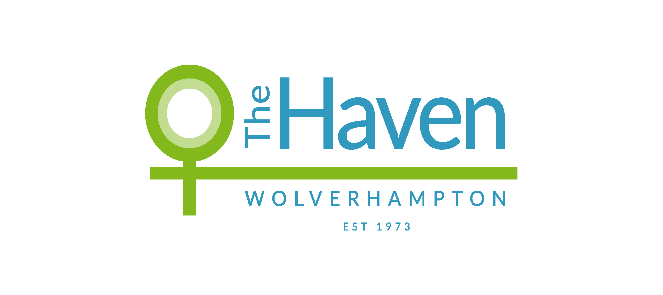 The Haven
WOLVERHAMPTON
EST 1973